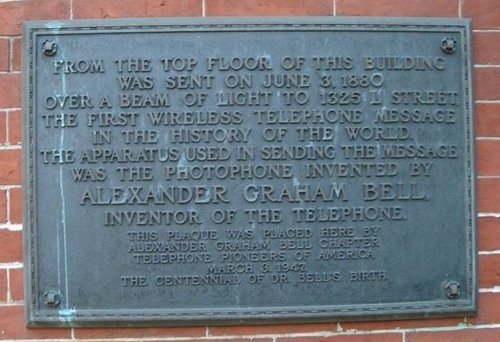 FROM THE TOP FLOOR OF THIS BUILDING
WAS SENT ON JUNE 3, 1880
OVER A BEAM OF LIGHT TO 1325 'L' STREET
THE FIRST WIRELESS TELEPHONE MESSAGE
IN THE HISTORY OF THE WORLD.
THE APPARATUS USED IN SENDING THE MESSAGE
WAS THE PHOTOPHONE INVENTED BY
ALEXANDER GRAHAM BELL,
INVENTOR OF THE TELEPHONE.
THIS PLAQUE WAS PLACED HERE BY
ALEXANDER GRAHAM BELL CHAPTER
TELEPHONE PIONEERS OF AMERICA
MARCH 3, 1947.
THE CENTENNIAL OF DR. BELL'S BIRTH.